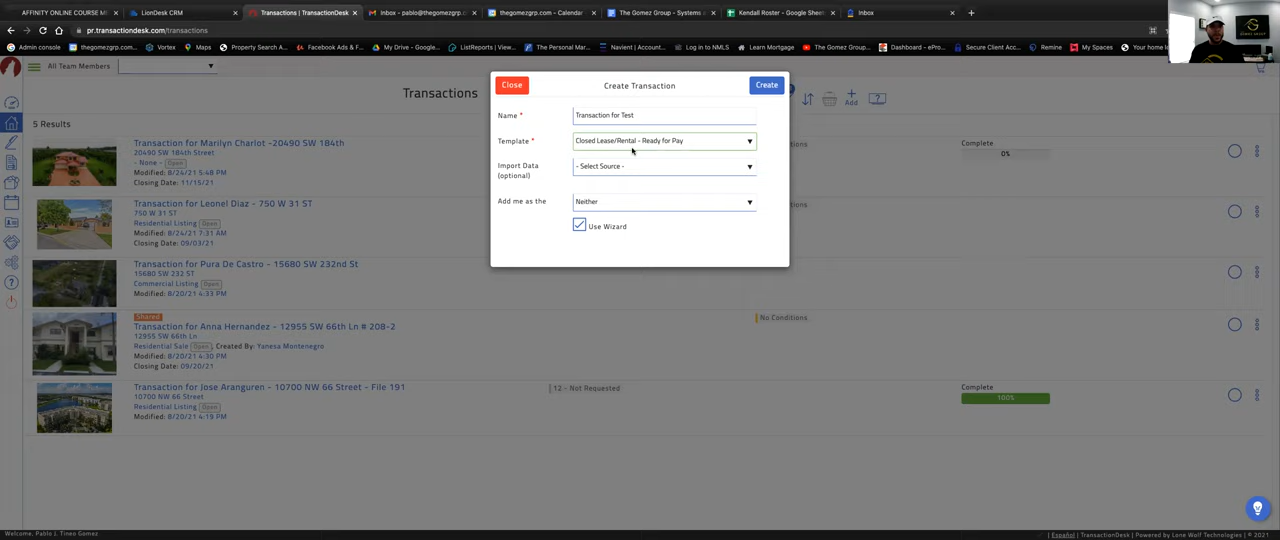 AFFINITY ONLINE COURSE M
LionDesk CRM
Transactions | TransactionDesk
Inbox - pablo@thegomezgrp.com
thegomezgrp.com - Calendar
The Gomez Group - Systems a
Kendall Roster - Google Sheet
Inbox
pr.transactiondesk.com/transactions
Admin console
thegomezgrp.com...
Vortex
Maps
Property Search A...
Facebook Ads & F...
My Drive - Google...
ListReports | View...
The Personal Mar...
Navient | Account...
Log in to NMLS
Learn Mortgage
The Gomez Group...
Dashboard - ePro...
Secure Client Acc...
Remine
My Spaces
Your home lo
All Team Members
Transactions
Add
5 Results
Close
Create Transaction
Create
Name *
Transaction for Test
Template *
Closed Lease/Rental - Ready for Pay
Import Data
(optional)
- Select Source -
Add me as the
Neither
Use Wizard
Transaction for Marilyn Charlot -20490 SW 184th
20490 SW 184th Street
- None - Open
Modified: 8/24/21 5:48 PM
Closing Date: 11/15/21
Complete
0%
Transaction for Leonel Diaz - 750 W 31 ST
750 W 31 ST
Residential Listing Open
Modified: 8/24/21 7:31 AM
Closing Date: 09/03/21
Transaction for Pura De Castro - 15680 SW 232nd St
15680 SW 232 ST
Commercial Listing Open
Modified: 8/20/21 4:33 PM
Shared
Transaction for Anna Hernandez - 12955 SW 66th Ln # 208-2
12955 SW 66th Ln
Residential Sale Open, Created By: Yanesa Montenegro
Modified: 8/20/21 4:30 PM
Closing Date: 09/20/21
No Conditions
Transaction for Jose Aranguren - 10700 NW 66 Street - File 191
10700 NW 66 Street
Residential Listing Open
Modified: 8/20/21 4:19 PM
12 - Not Requested
Complete
100%
Welcome, Pablo J. Tineo Gomez
| Español | TransactionDesk | Powered by Lone Wolf Technologies | © 2021